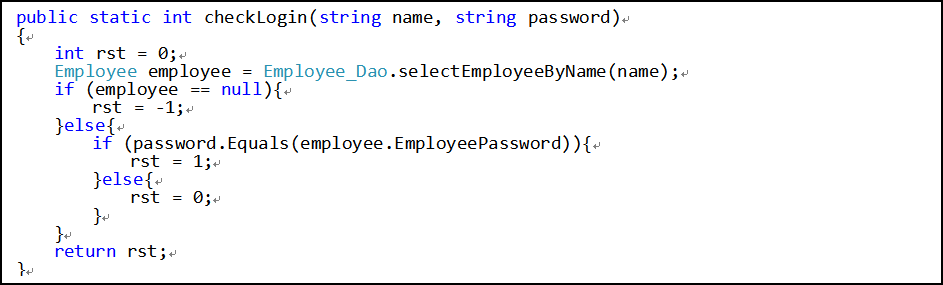 public static int checkLogin(string name, string password)↵
{↵
    int rst = 0;↵
    Employee employee = Employee_Dao.selectEmployeeByName(name);↵
    if (employee == null){↵
        rst = -1;↵
    }else{↵
        if (password.Equals(employee.EmployeePassword)){↵
            rst = 1;↵
        }else{↵
            rst = 0;↵
        }↵
    }↵
    return rst;↵
}↵